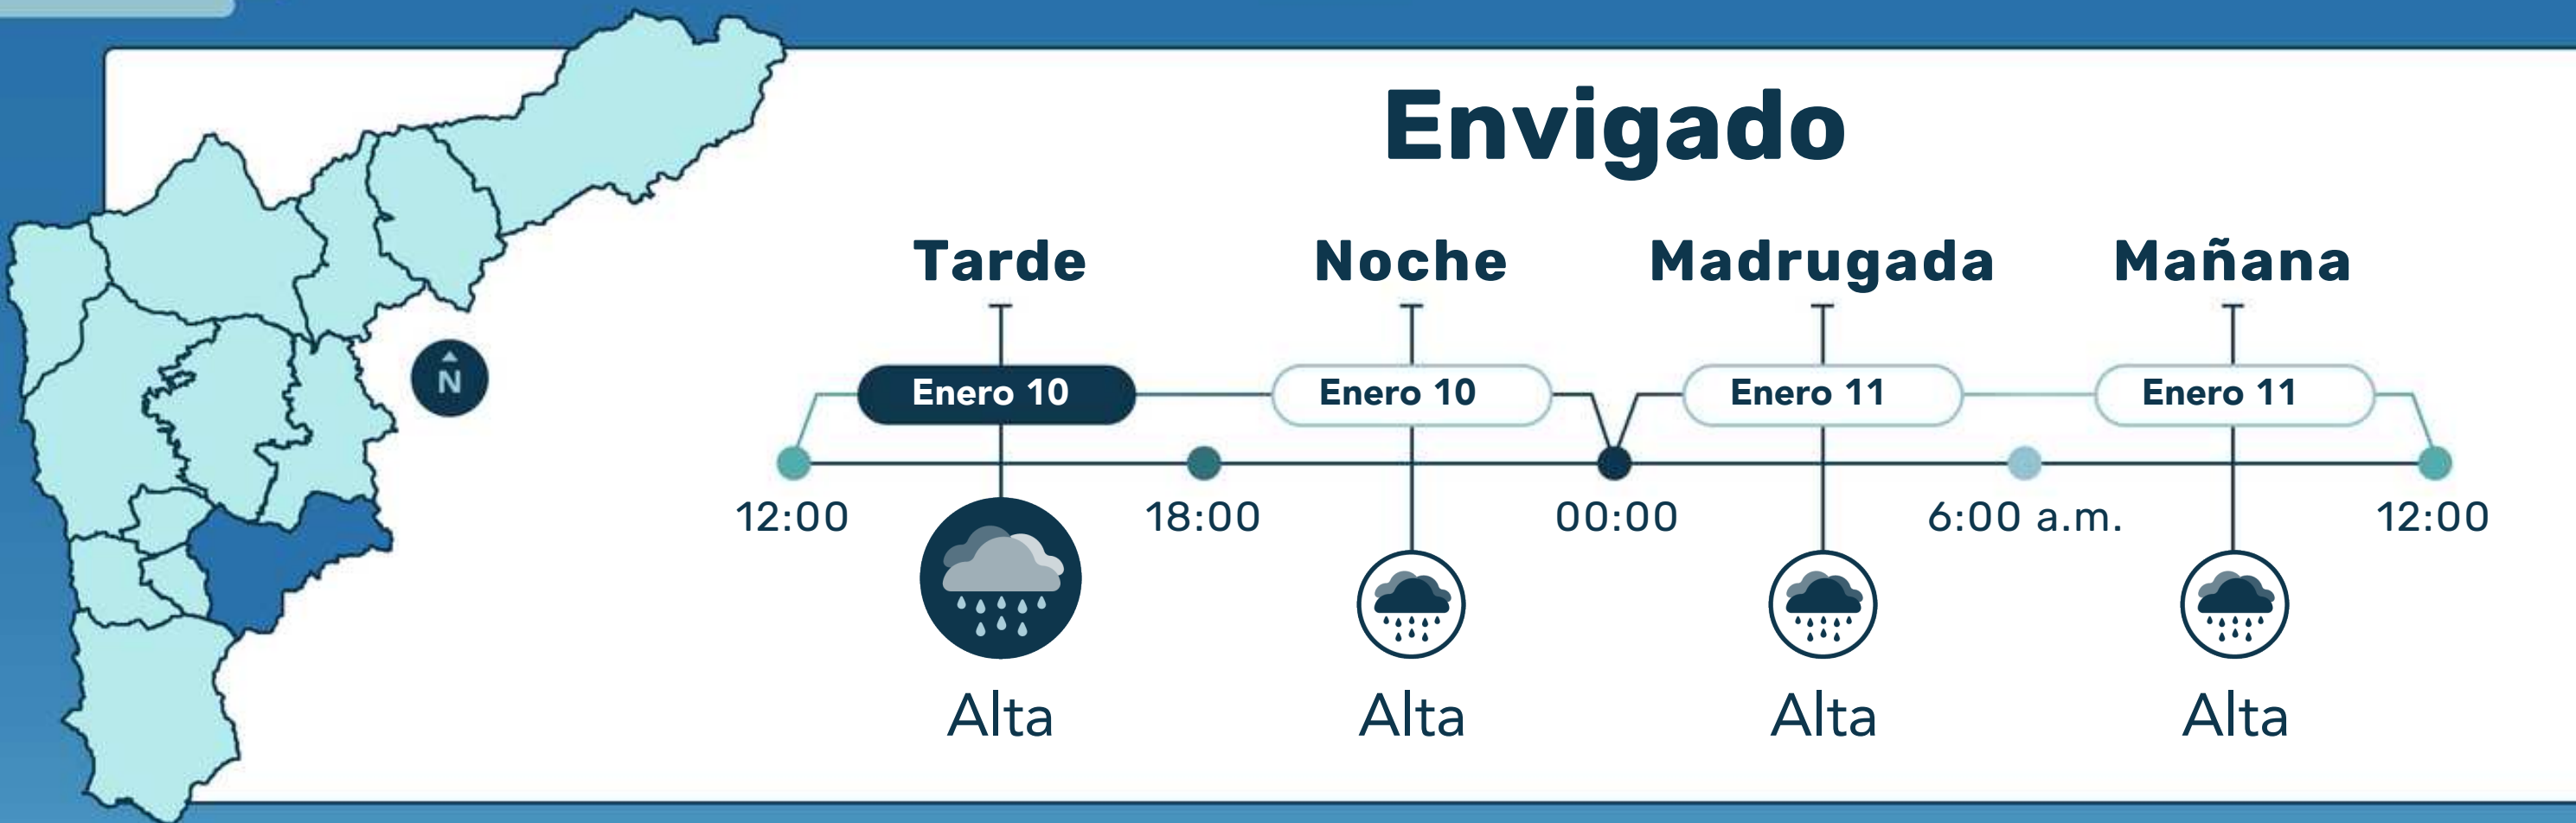 Envigado
Tarde Noche Madrugada Mañana
N
Enero 10 Enero 10 Enero 11 Enero 11
12:00 18:00 00:00 6:00 a.m. 12:00
Alta Alta Alta Alta